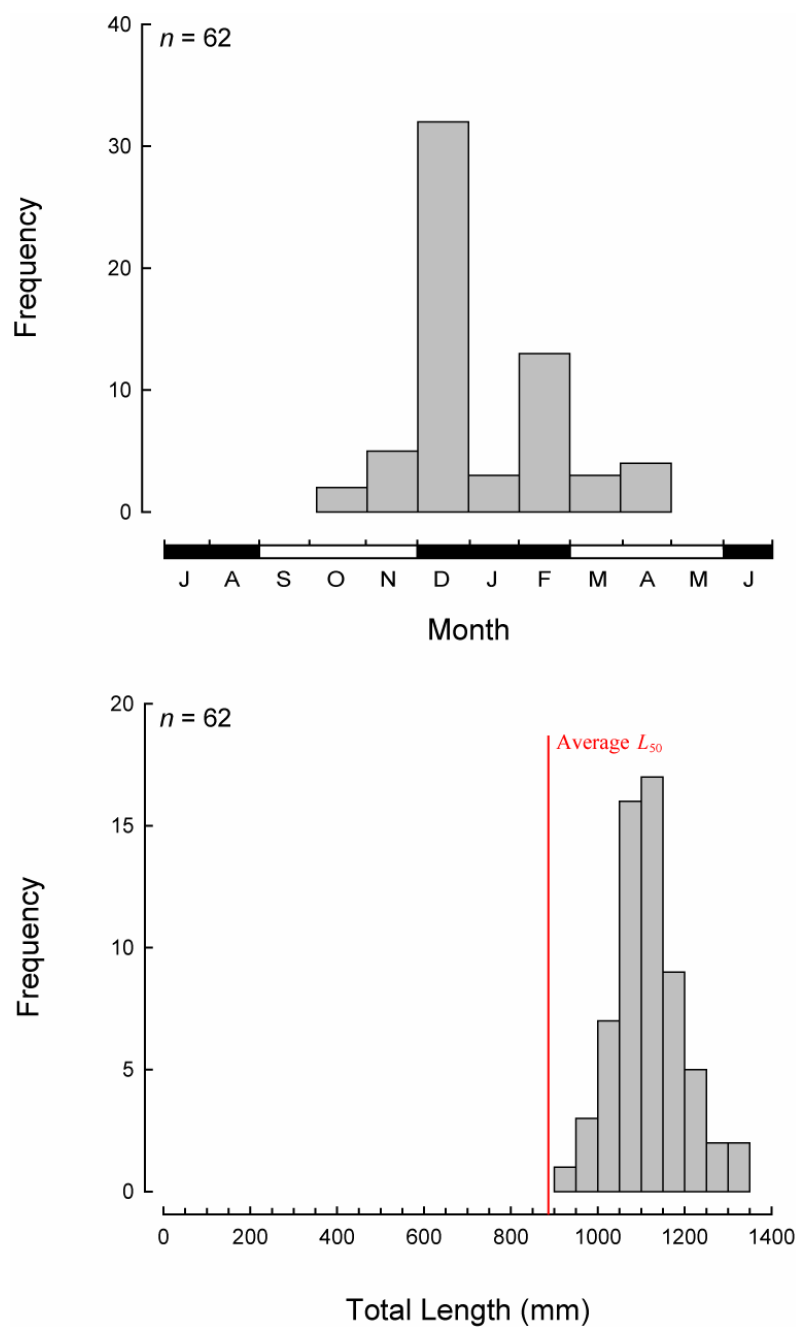 40
n = 62
30
20
10
0
Frequency
J A S O N D J F M A M J
Month
20
n = 62
Average L50
15
10
5
0
Frequency
0 200 400 600 800 1000 1200 1400
Total Length (mm)